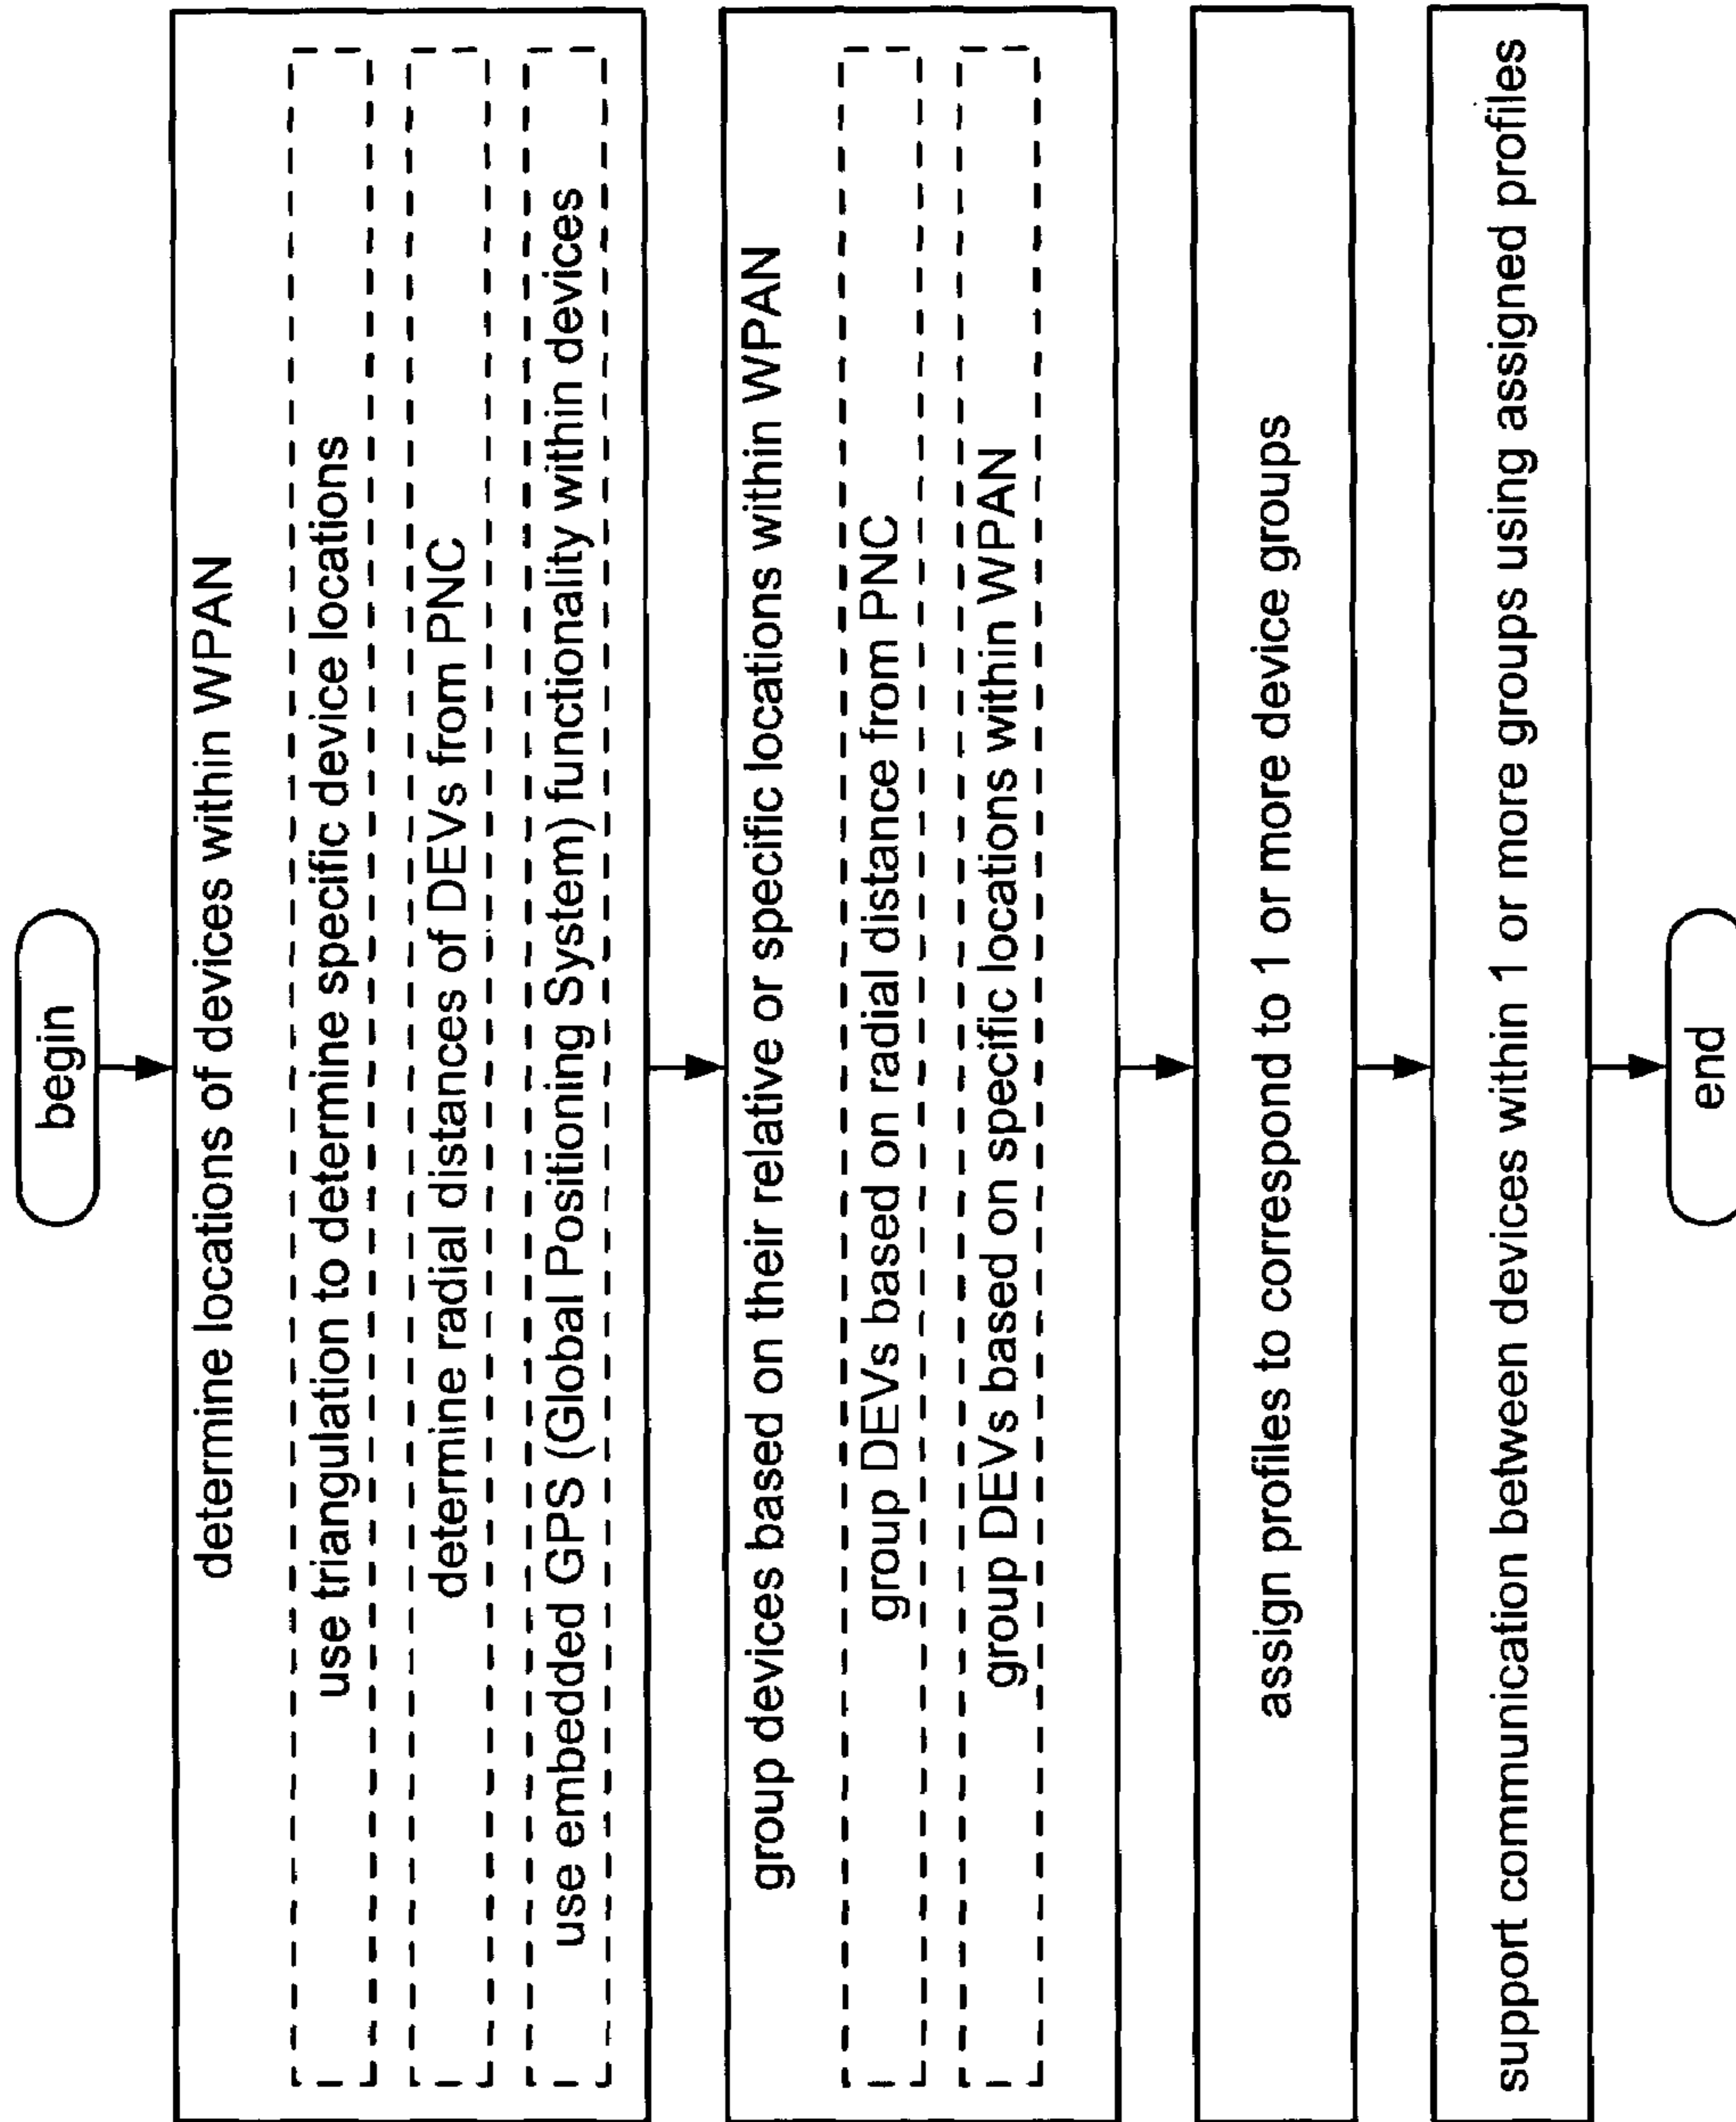 begin
determine locations of devices within WPAN
use triangulation to determine specific device locations
determine radial distances of DEVs from PNC
use embedded GPS (Global Positioning System) functionality within devices
group devices based on their relative or specific locations within WPAN
group DEVs based on radial distance from PNC
group DEVs based on specific locations within WPAN
assign profiles to correspond to 1 or more device groups
support communication between devices within 1 or more groups using assigned profiles
end